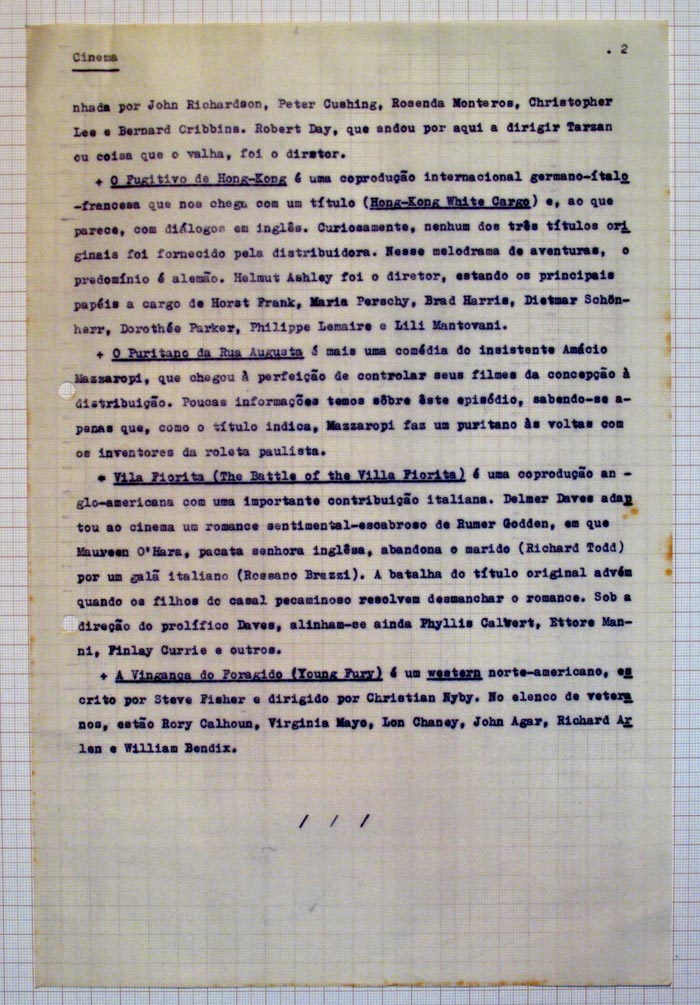 Cinema
. 2
nhada por John Richardson, Peter Cushing, Rosenda Monteros, Christopher
Lee e Bernard Cribbins. Robert Day, que andou por aqui a dirigir Tarzan
ou coisa que o valha, foi o diretor.
+ O Fugitivo de Hong-Kong é uma coprodução internacional germano-ítalo
-francesa que nos chega com um título (Hong-Kong White Cargo) e, ao que
parece, com diálogos em inglês. Curiosamente, nenhum dos três títulos ori
ginais foi fornecido pela distribuidora. Nesse melodrama de aventuras, o
predomínio é alemão. Helmut Ashley foi o diretor, estando os principais
papéis a cargo de Horst Frank, Maria Perschy, Brad Harris, Dietmar Schön-
herr, Dorothée Parker, Philippe Lemaire e Lili Mantovani.
+ O Puritano da Rua Augusta é mais uma comédia do insistente Amácio
Mazzaropi, que chegou à perfeição de controlar seus filmes da concepção à
distribuição. Poucas informações temos sôbre êste episódio, sabendo-se a-
penas que, como o título indica, Mazzaropi faz um puritano às voltas com
os inventores da roleta paulista.
* Vila Fiorita (The Battle of the Villa Fiorita) é uma coprodução an -
glo-americana com uma importante contribuição italiana. Delmer Daves adap
tou ao cinema um romance sentimental-escabroso de Rumer Godden, em que
Maureen O'Hara, pacata senhora inglêsa, abandona o marido (Richard Todd)
por um galã italiano (Rossano Brazzi). A batalha do título original advém
quando os filhos do casal pecaminoso resolvem desmanchar o romance. Sob a
direção do prolífico Daves, alinham-se ainda Phyllis Calvert, Ettore Man-
ni, Finlay Currie e outros.
+ A Vingança do Foragido (Young Fury) é um western norte-americano, es
crito por Steve Fisher e dirigido por Christian Nyby. No elenco de vetera
nos, estão Rory Calhoun, Virginia Mayo, Lon Chaney, John Agar, Richard Ar
len e William Bendix.
/ / /